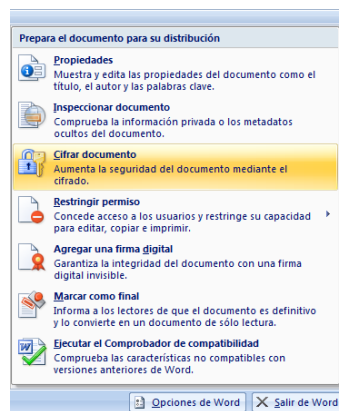 Prepara el documento para su distribución
Propiedades
Muestra y edita las propiedades del documento como el
título, el autor y las palabras clave.
Inspeccionar documento
Comprueba la información privada o los metadatos
ocultos del documento.
Cifrar documento
Aumenta la seguridad del documento mediante el
cifrado.
Restringir permiso
Concede acceso a los usuarios y restringe su capacidad
para editar, copiar e imprimir.
Agregar una firma digital
Garantiza la integridad del documento con una firma
digital invisible.
Marcar como final
Informa a los lectores de que el documento es definitivo
y lo convierte en un documento de sólo lectura.
Ejecutar el Comprobador de compatibilidad
Comprueba las características no compatibles con
versiones anteriores de Word.
Opciones de Word Salir de Word